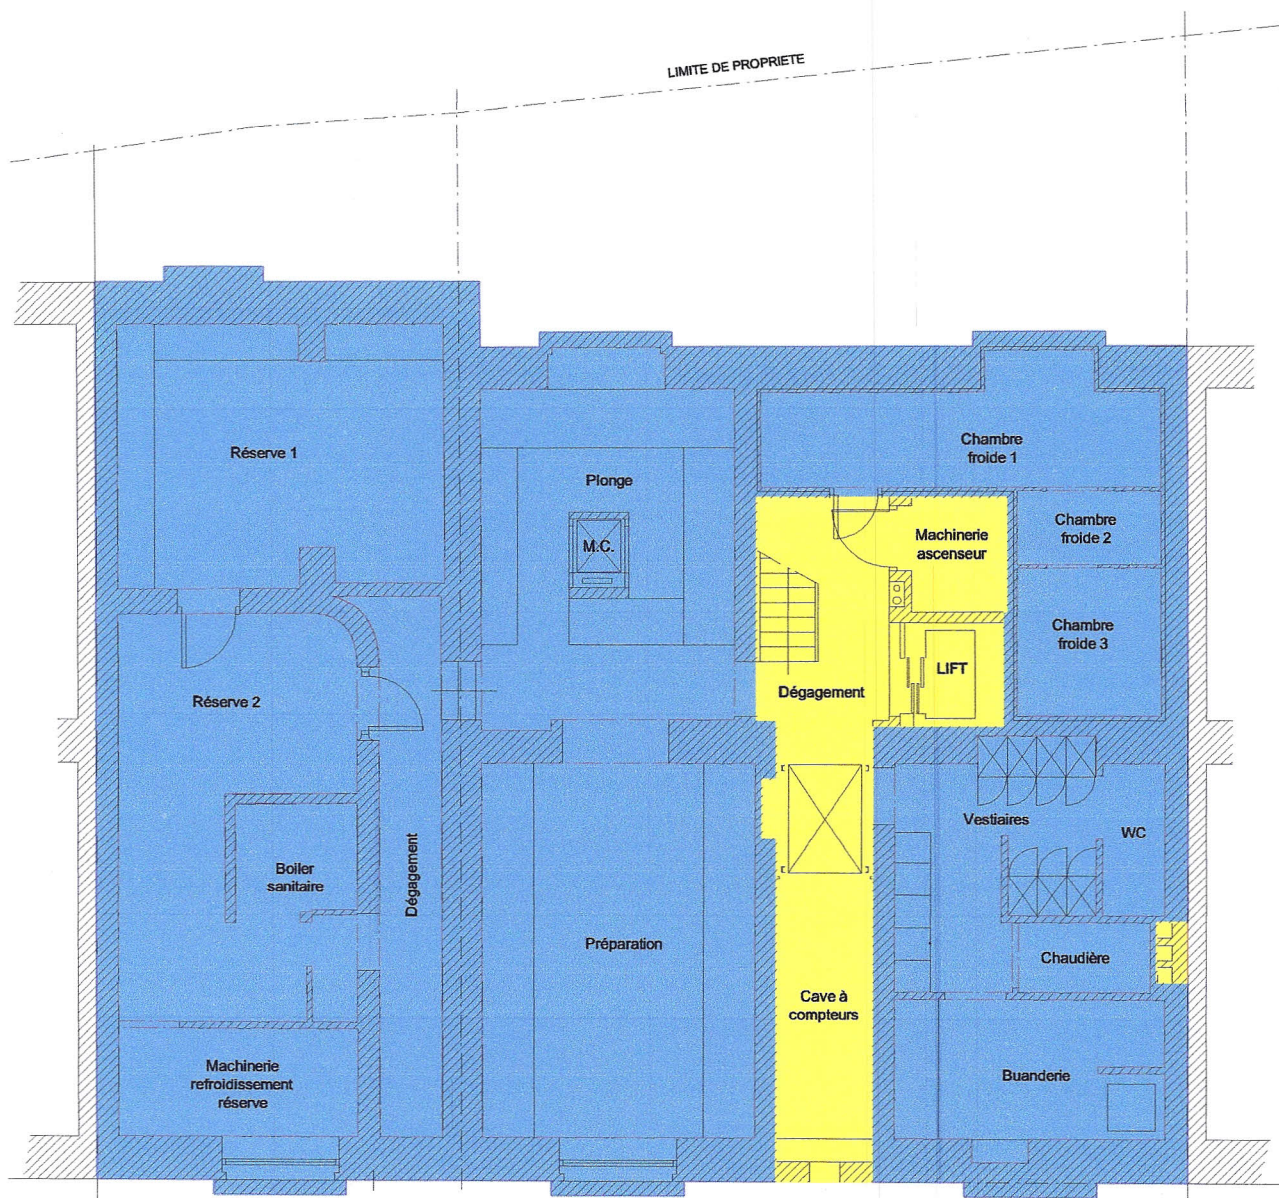 LIMITE DE PROPRIETE
Réserve 1
Plonge
M.C.
Chambre
froide 1
Chambre
froide 2
Machinerie
ascenseur
Chambre
froide 3
LIFT
Dégagement
Réserve 2
Vestiaires
WC
Boiler
sanitaire
Dégagement
Préparation
Chaudière
Cave à
compteurs
Machinerie
refroidissement
réserve
Buanderie